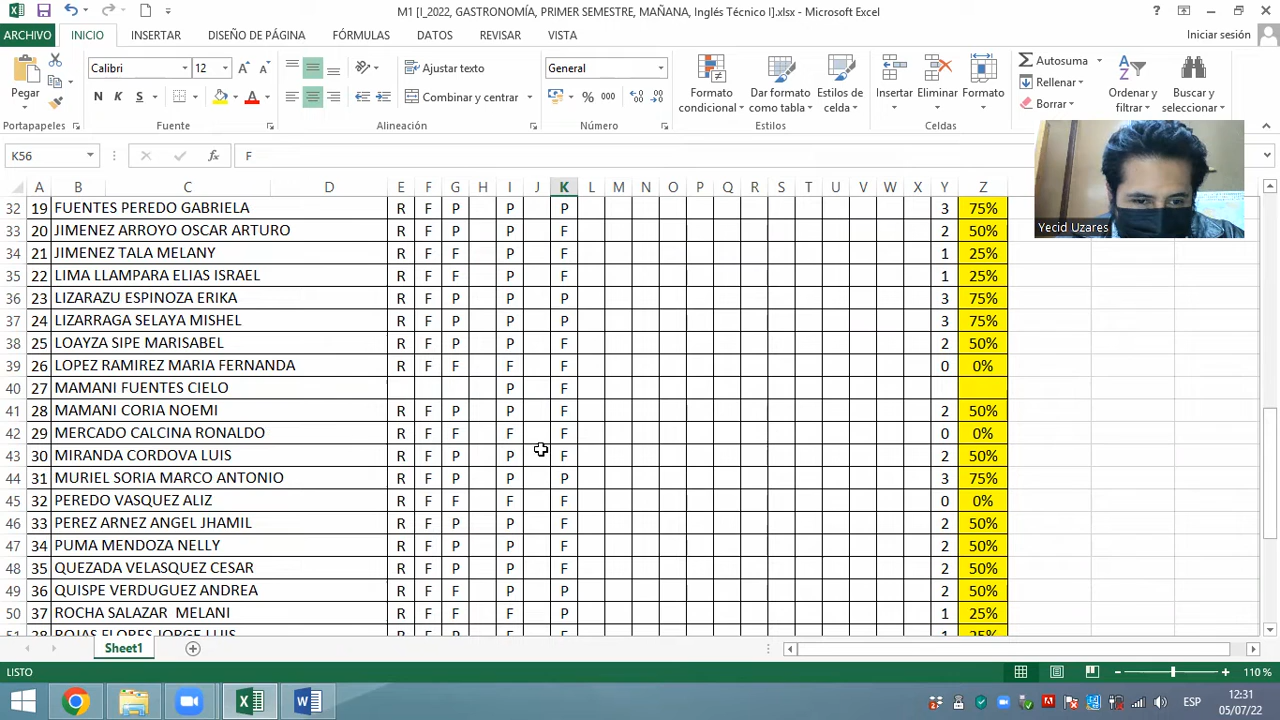 M1 [I_2022, GASTRONOMÍA, PRIMER SEMESTRE, MAÑANA, Inglés Técnico I].xlsx - Microsoft Excel
ARCHIVO INICIO INSERTAR DISEÑO DE PÁGINA FÓRMULAS DATOS REVISAR VISTA Iniciar sesión
Calibri 12 Ajustar texto General Autosuma
Pegar N K S Combinar y centrar % 000 Formato condicional Dar formato como tabla Estilos de celda Insertar Eliminar Formato Rellenar Borrar Ordenar y filtrar Buscar y seleccionar
Portapapeles Fuente Alineación Número Estilos Celdas
K56 fx F
Yecid Uzares
A B C D E F G H I J K L M N O P Q R S T U V W X Y Z
32 19 FUENTES PEREDO GABRIELA R F P P P 3 75%
33 20 JIMENEZ ARROYO OSCAR ARTURO R F P P F 2 50%
34 21 JIMENEZ TALA MELANY R F P P F 1 25%
35 22 LIMA LLAMPARA ELIAS ISRAEL R F P P F 1 25%
36 23 LIZARAZU ESPINOZA ERIKA R F P P P 3 75%
37 24 LIZARRAGA SELAYA MISHEL R F P P P 3 75%
38 25 LOAYZA SIPE MARISABEL R F P P F 2 50%
39 26 LOPEZ RAMIREZ MARIA FERNANDA R F F F F 0 0%
40 27 MAMANI FUENTES CIELO P F
41 28 MAMANI CORIA NOEMI R F P P F 2 50%
42 29 MERCADO CALCINA RONALDO R F F F F 0 0%
43 30 MIRANDA CORDOVA LUIS R F P P F 2 50%
44 31 MURIEL SORIA MARCO ANTONIO R F P P P 3 75%
45 32 PEREDO VASQUEZ ALIZ R F F F F 0 0%
46 33 PEREZ ARNEZ ANGEL JHAMIL R F P P F 2 50%
47 34 PUMA MENDOZA NELLY R F P P F 2 50%
48 35 QUEZADA VELASQUEZ CESAR R F P P F 2 50%
49 36 QUISPE VERDUGUEZ ANDREA R F P P P 2 50%
50 37 ROCHA SALAZAR MELANI R F F F P 1 25%
51 38 ROJAS FLORES JORGE LUIS R F P F F 1 25%
Sheet1
LISTO 110 %
ESP 12:31
05/07/22